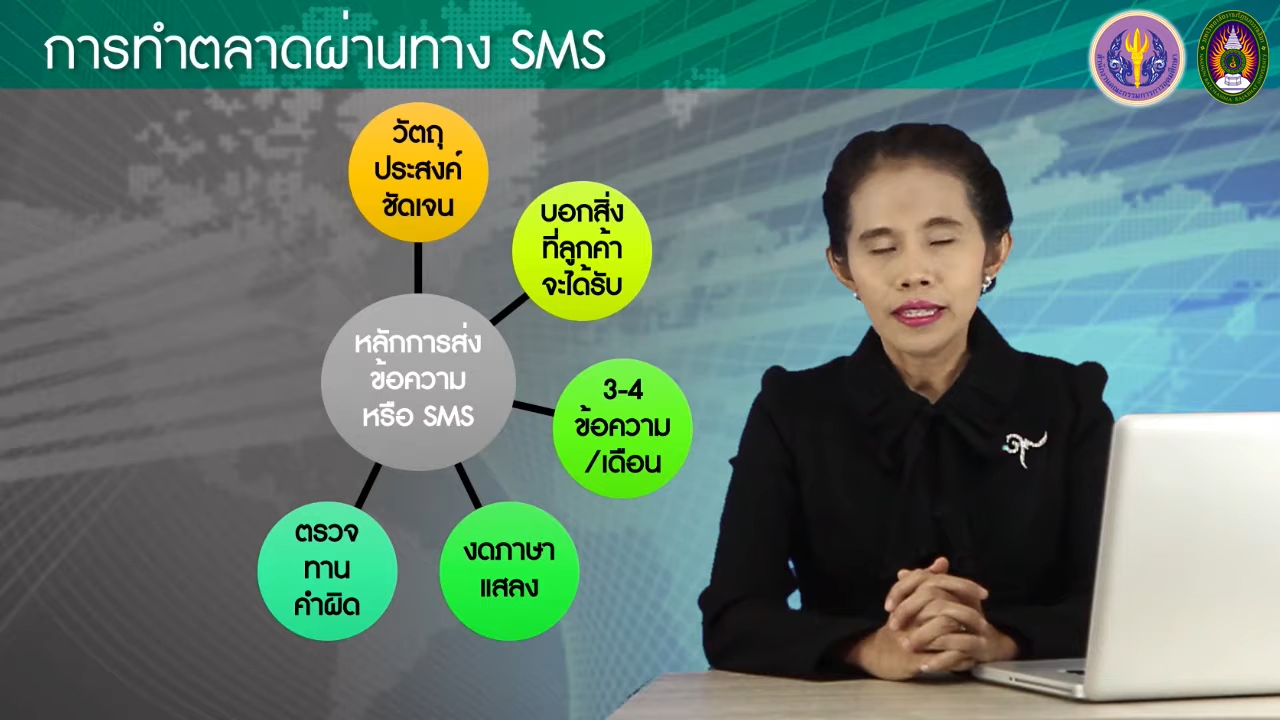 การทำตลาดผ่านทาง SMS
วัตถุ
ประสงค์
ชัดเจน
บอกสิ่ง
ที่ลูกค้า
จะได้รับ
หลักการส่ง
ข้อความ
หรือ SMS
3-4
ข้อความ
/เดือน
งดภาษา
แสลง
ตรวจ
ทาน
คำผิด